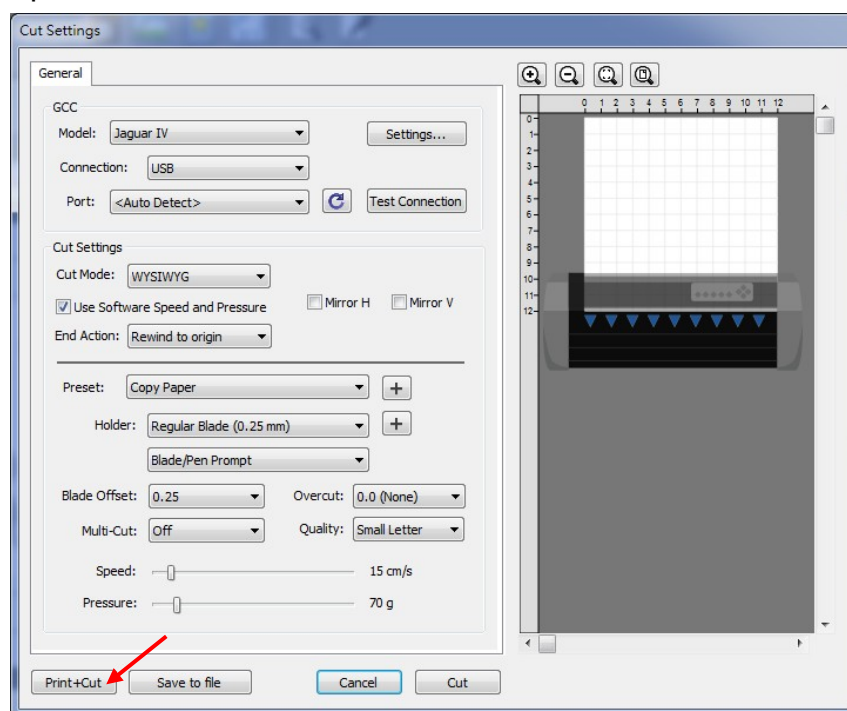 Cut Settings
General
GCC
Model: Jaguar IV Settings...
Connection: USB
Port: <Auto Detect> Test Connection
Cut Settings
Cut Mode: WYSIWYG
Use Software Speed and Pressure Mirror H Mirror V
End Action: Rewind to origin
Preset: Copy Paper +
Holder: Regular Blade (0.25 mm) +
Blade/Pen Prompt
Blade Offset: 0.25 Overcut: 0.0 (None)
Multi-Cut: Off Quality: Small Letter
Speed: 15 cm/s
Pressure: 70 g
Print+Cut Save to file Cancel Cut
0 1 2 3 4 5 6 7 8 9 10 11 12
0
1
2
3
4
5
6
7
8
9
10
11
12